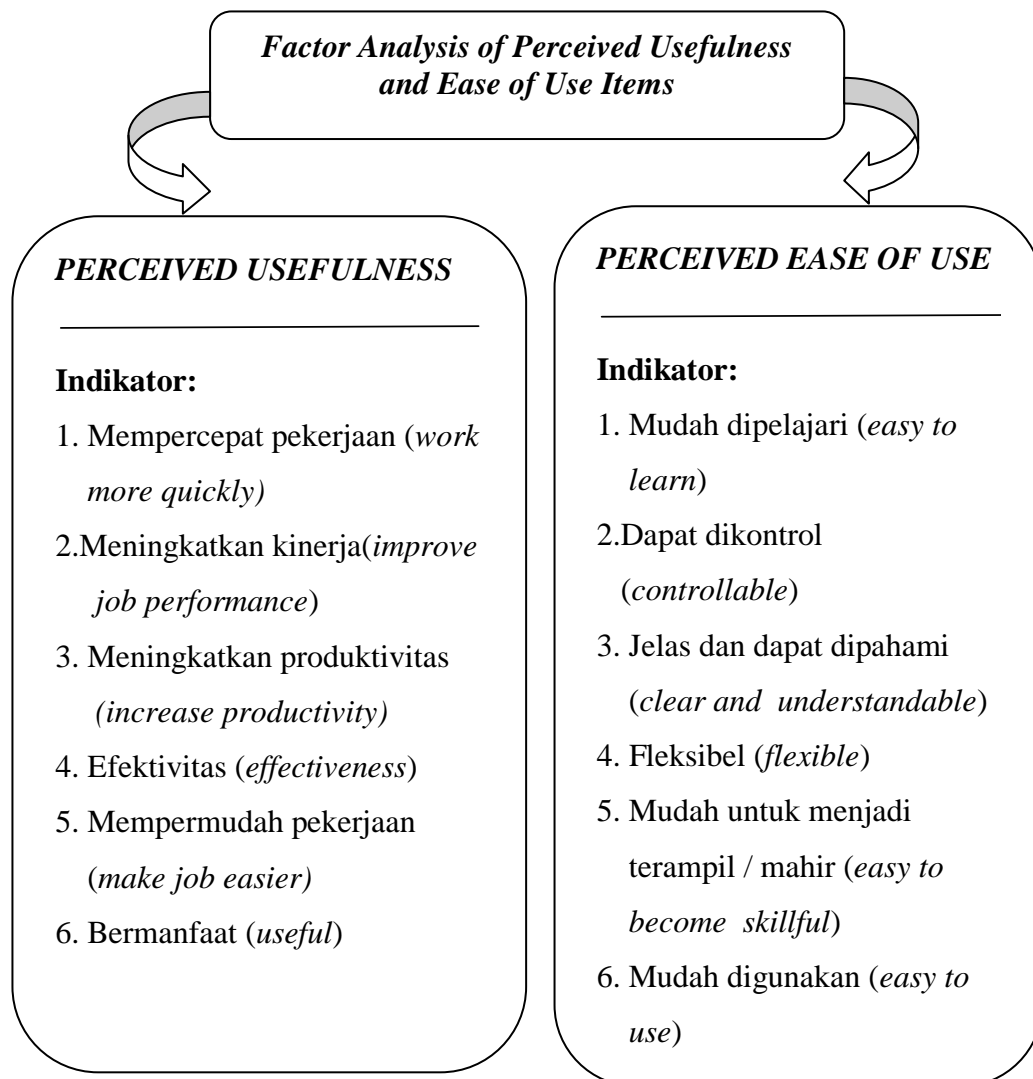 Factor Analysis of Perceived Usefulness
and Ease of Use Items
PERCEIVED USEFULNESS
Indikator:
1. Mempercepat pekerjaan (work
more quickly)
2.Meningkatkan kinerja(improve
job performance)
3. Meningkatkan produktivitas
(increase productivity)
4. Efektivitas (effectiveness)
5. Mempermudah pekerjaan
(make job easier)
6. Bermanfaat (useful)
PERCEIVED EASE OF USE
Indikator:
1. Mudah dipelajari (easy to
learn)
2.Dapat dikontrol
(controllable)
3. Jelas dan dapat dipahami
(clear and  understandable)
4. Fleksibel (flexible)
5. Mudah untuk menjadi
terampil / mahir (easy to
become  skillful)
6. Mudah digunakan (easy to
use)